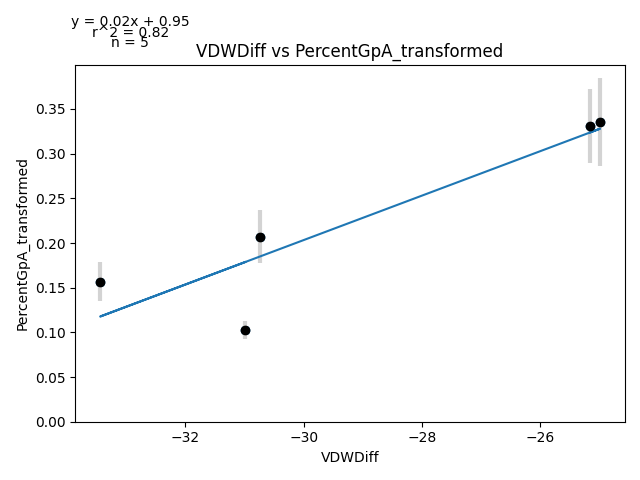 y = 0.02x + 0.95
r^2 = 0.82
n = 5
VDWDiff vs PercentGpA_transformed
PercentGpA_transformed
0.35
0.30
0.25
0.20
0.15
0.10
0.05
0.00
−32
−30
−28
−26
VDWDiff